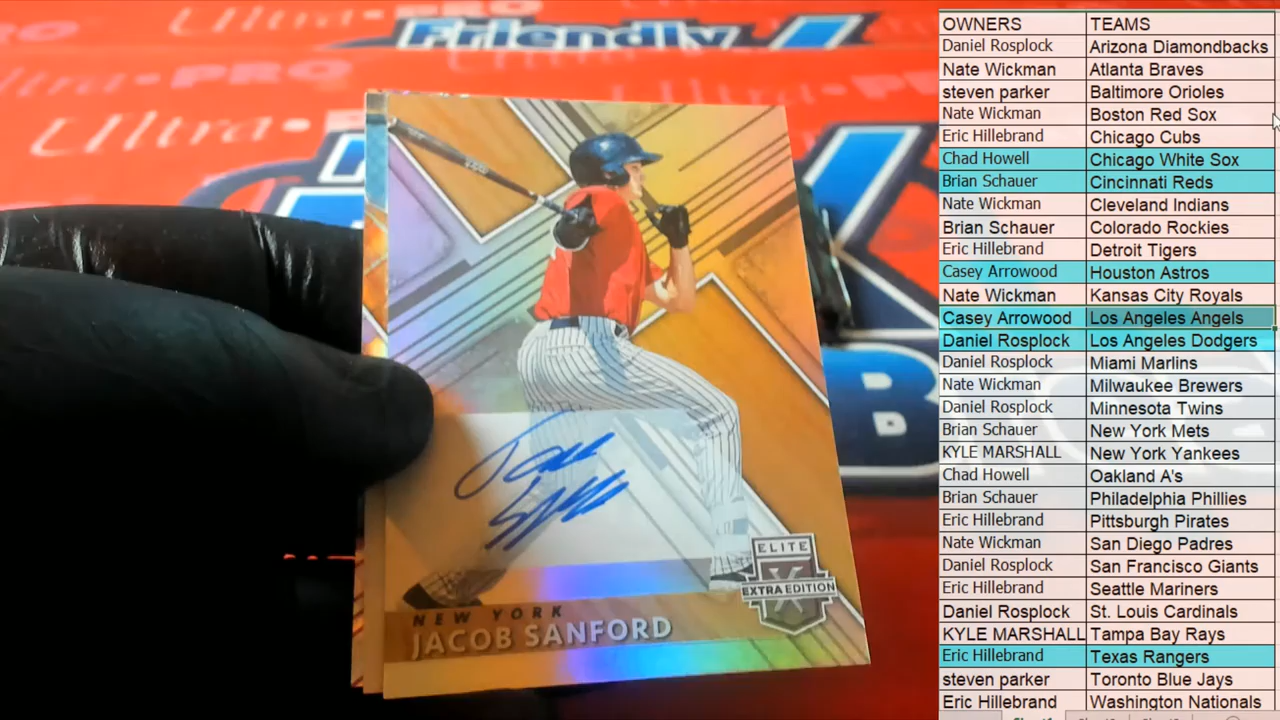 Friendly
Ultra•PRO
Ultra•PRO
NEW YORK
JACOB SANFORD
ELITE
X
EXTRA EDITION
B
OWNERS TEAMS
Daniel Rosplock Arizona Diamondbacks
Nate Wickman Atlanta Braves
steven parker Baltimore Orioles
Nate Wickman Boston Red Sox
Eric Hillebrand Chicago Cubs
Chad Howell Chicago White Sox
Brian Schauer Cincinnati Reds
Nate Wickman Cleveland Indians
Brian Schauer Colorado Rockies
Eric Hillebrand Detroit Tigers
Casey Arrowood Houston Astros
Nate Wickman Kansas City Royals
Casey Arrowood Los Angeles Angels
Daniel Rosplock Los Angeles Dodgers
Daniel Rosplock Miami Marlins
Nate Wickman Milwaukee Brewers
Daniel Rosplock Minnesota Twins
Brian Schauer New York Mets
KYLE MARSHALL New York Yankees
Chad Howell Oakland A's
Brian Schauer Philadelphia Phillies
Eric Hillebrand Pittsburgh Pirates
Nate Wickman San Diego Padres
Daniel Rosplock San Francisco Giants
Eric Hillebrand Seattle Mariners
Daniel Rosplock St. Louis Cardinals
KYLE MARSHALL Tampa Bay Rays
Eric Hillebrand Texas Rangers
steven parker Toronto Blue Jays
Eric Hillebrand Washington Nationals